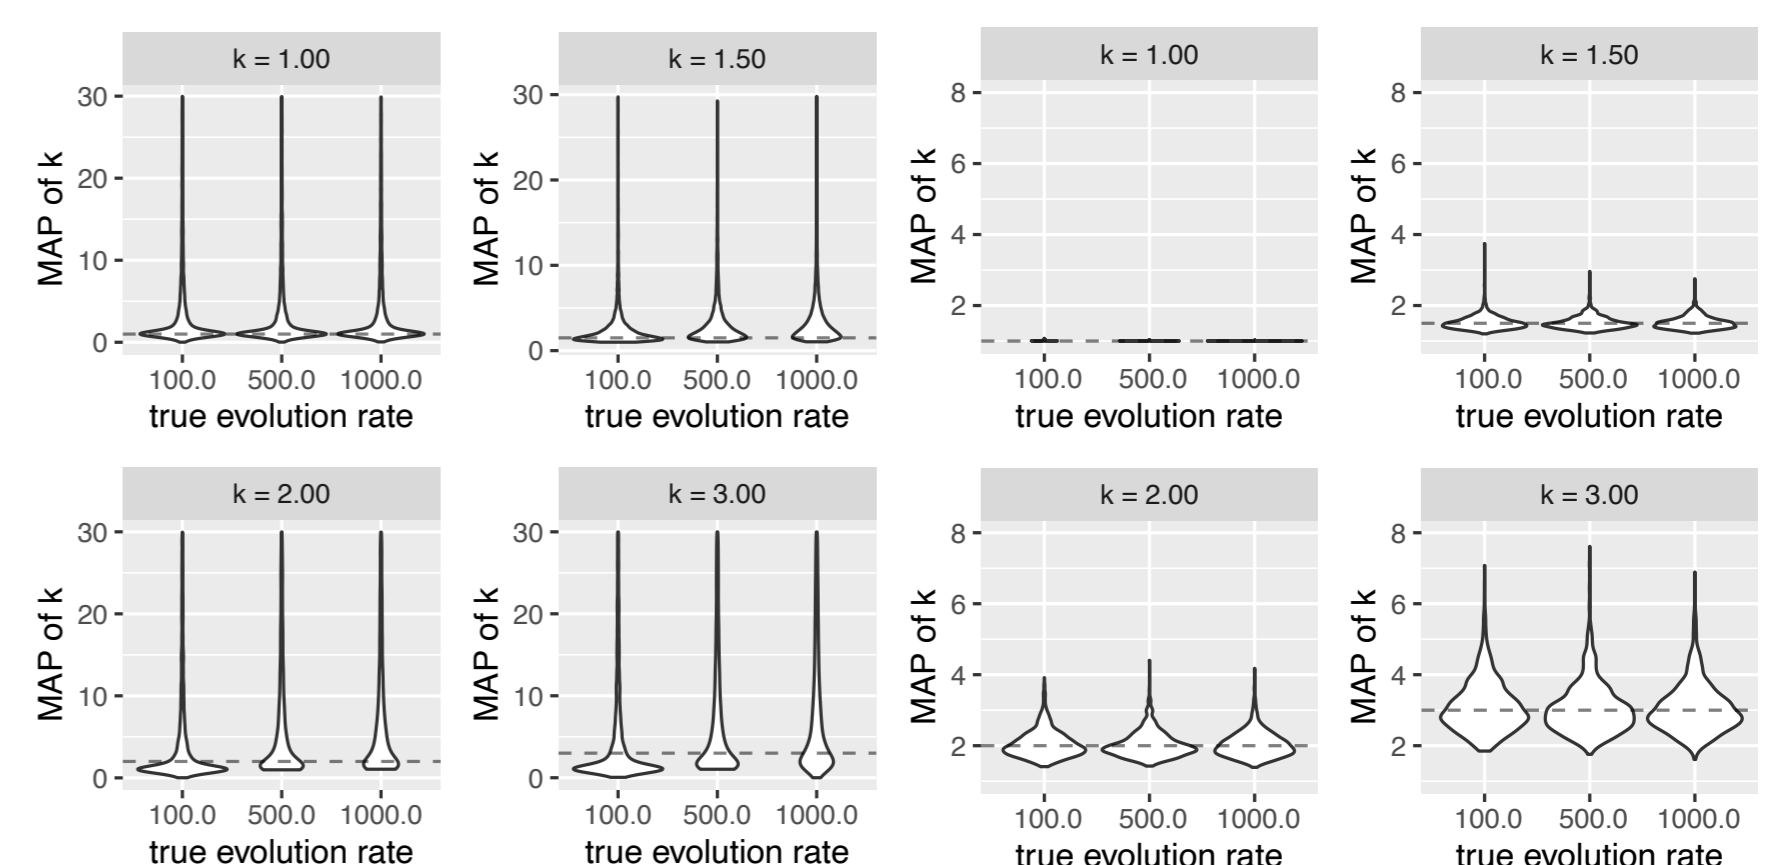 k = 1.00
30
20
10
0
MAP of k
100.0 500.0 1000.0
true evolution rate
k = 1.50
30
20
10
0
MAP of k
100.0 500.0 1000.0
true evolution rate
k = 1.00
8
6
4
2
MAP of k
100.0 500.0 1000.0
true evolution rate
k = 1.50
8
6
4
2
MAP of k
100.0 500.0 1000.0
true evolution rate
k = 2.00
30
20
10
0
MAP of k
100.0 500.0 1000.0
true evolution rate
k = 3.00
30
20
10
0
MAP of k
100.0 500.0 1000.0
true evolution rate
k = 2.00
8
6
4
2
MAP of k
100.0 500.0 1000.0
true evolution rate
k = 3.00
8
6
4
2
MAP of k
100.0 500.0 1000.0
true evolution rate